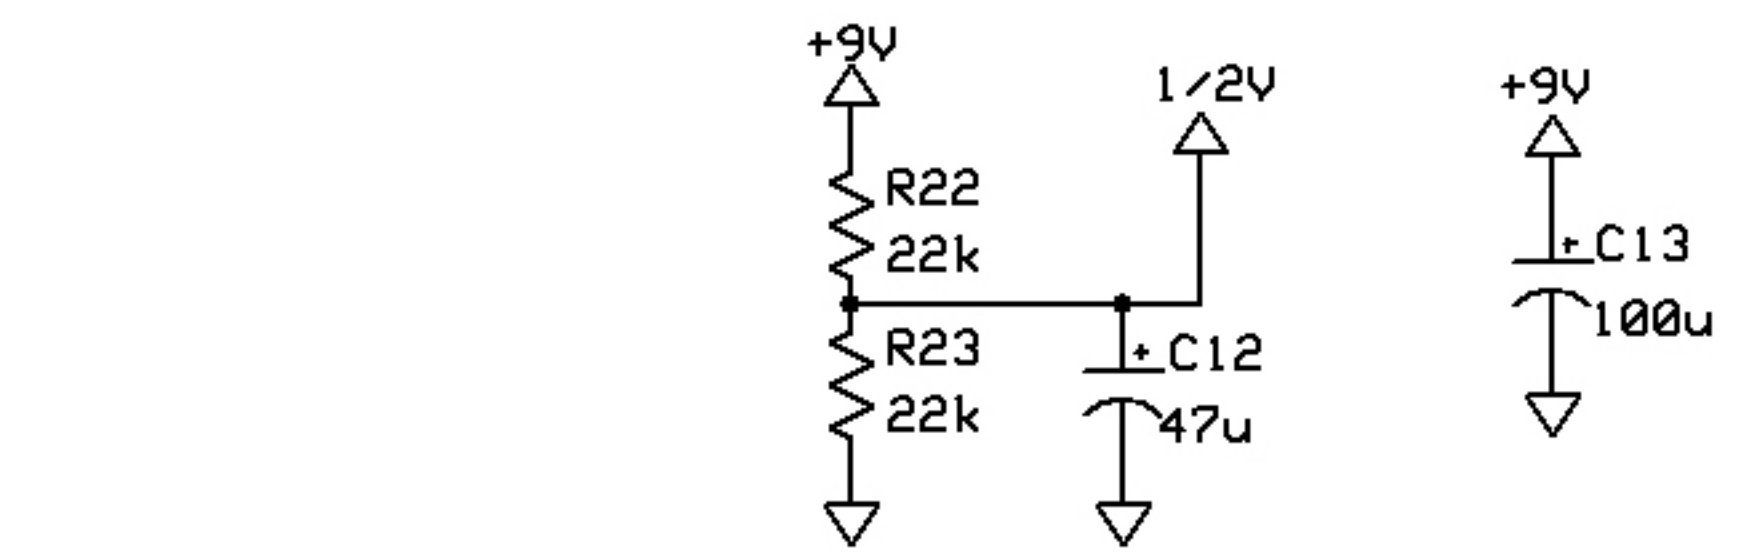 +9V
1/2V
+9V
R22
22k
+ C13
100u
R23
22k
+ C12
47u